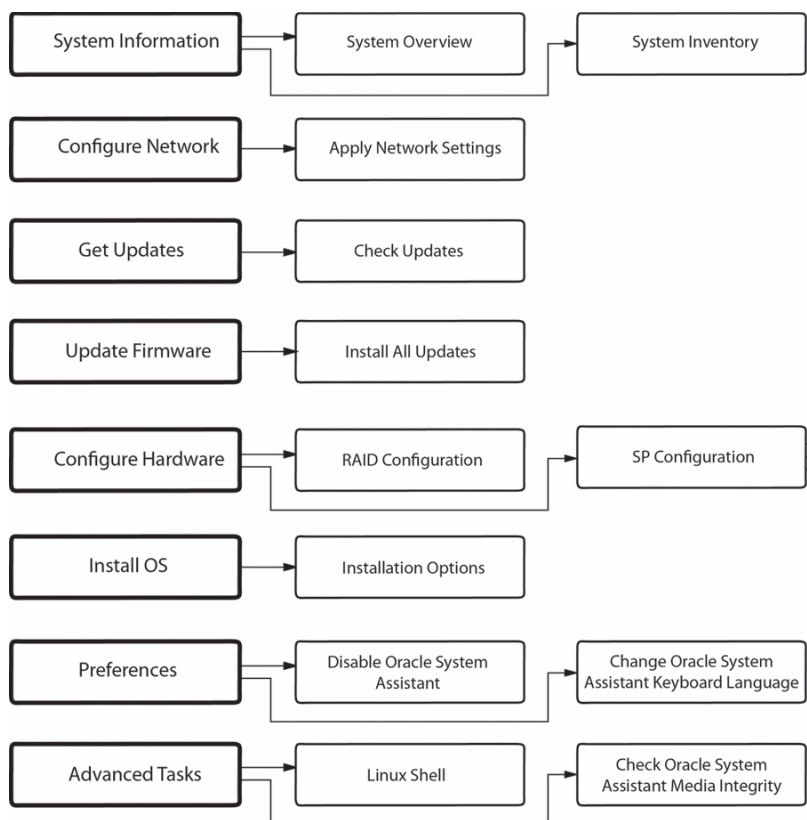 System Information
System Overview
System Inventory
Configure Network
Apply Network Settings
Get Updates
Check Updates
Update Firmware
Install All Updates
Configure Hardware
RAID Configuration
SP Configuration
Install OS
Installation Options
Preferences
Disable Oracle System
Assistant
Change Oracle System
Assistant Keyboard Language
Advanced Tasks
Linux Shell
Check Oracle System
Assistant Media Integrity